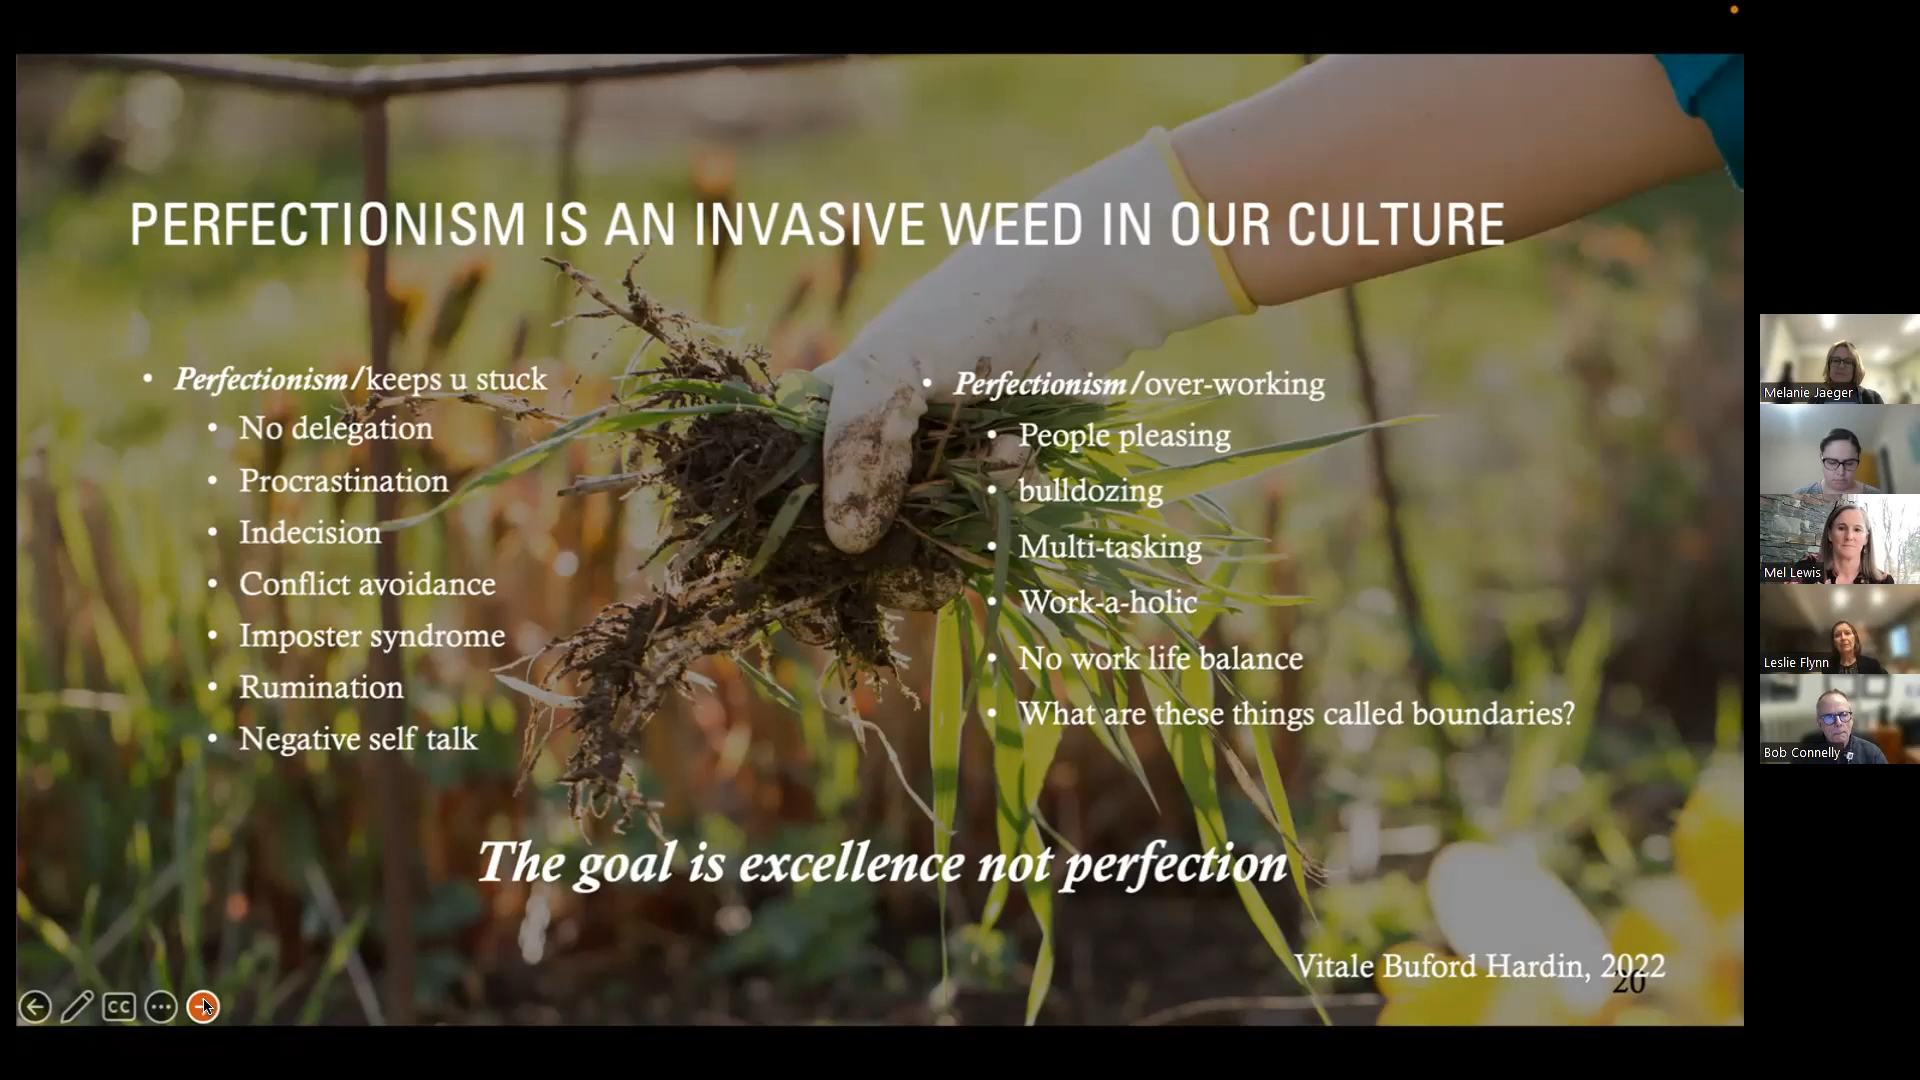 PERFECTIONISM IS AN INVASIVE WEED IN OUR CULTURE
• Perfectionism/keeps u stuck
• No delegation
• Procrastination
• Indecision
• Conflict avoidance
• Imposter syndrome
• Rumination
• Negative self talk
• Perfectionism/over-working
• People pleasing
• bulldozing
• Multi-tasking
• Work-a-holic
• No work life balance
• What are these things called boundaries?
The goal is excellence not perfection
Vitale Buford Hardin, 2022
20
CC
Melanie Jaeger
Mel Lewis
Leslie Flynn
Bob Connelly